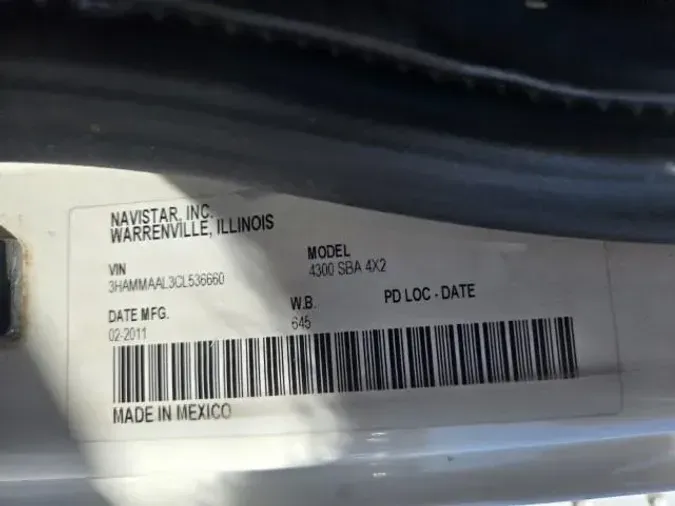 NAVISTAR, INC.
WARRENVILLE, ILLINOIS
VIN
3HAMMAAL3CL536660
MODEL
4300 SBA 4X2
DATE MFG.
02-2011
W.B.
645
PD LOC - DATE
MADE IN MEXICO